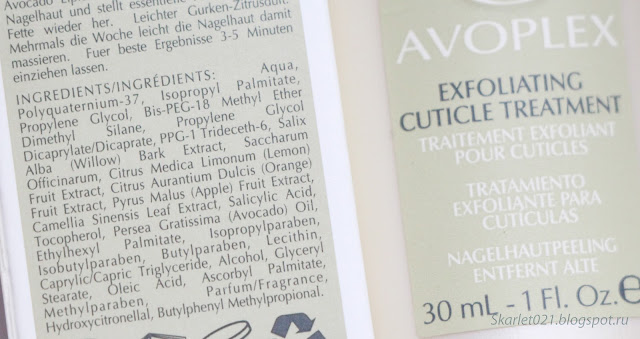 Nagelhaut und stellt
Fette wieder her. Leichter Gurken-Zitrusduft.
Mehrmals die Woche leicht die Nagelhaut damit
massieren. Fuer beste Ergebnisse 3-5 Minuten
einziehen lassen.
INGREDIENTS/INGRÉDIENTS: Aqua,
Polyquaternium-37, Isopropyl Palmitate,
Propylene Glycol, Bis-PEG-18 Methyl Ether
Dimethyl Silane, Propylene Glycol
Dicaprylate/Dicaprate, PPG-1 Trideceth-6, Salix
Alba (Willow) Bark Extract, Saccharum
Officinarum, Citrus Medica Limonum (Lemon)
Fruit Extract, Citrus Aurantium Dulcis (Orange)
Fruit Extract, Pyrus Malus (Apple) Fruit Extract,
Camellia Sinensis Leaf Extract, Salicylic Acid,
Tocopherol, Persea Gratissima (Avocado) Oil,
Ethylhexyl Palmitate, Isopropylparaben,
Isobutylparaben, Butylparaben, Lecithin,
Caprylic/Capric Triglyceride, Alcohol, Glyceryl
Stearate, Oleic Acid, Ascorbyl Palmitate,
Methylparaben, Parfum/Fragrance,
Hydroxycitronellal, Butylphenyl Methylpropional.
AVOPLEX
EXFOLIATING
CUTICLE TREATMENT
TRAITEMENT EXFOLIANT
POUR CUTICLES
TRATAMIENTO
EXFOLIANTE PARA
CUTÍCULAS
NAGELHAUTPEELING
ENTFERNT ALTE
30 mL - 1 Fl. Oz. e
Skarlet021.blogspot.ru